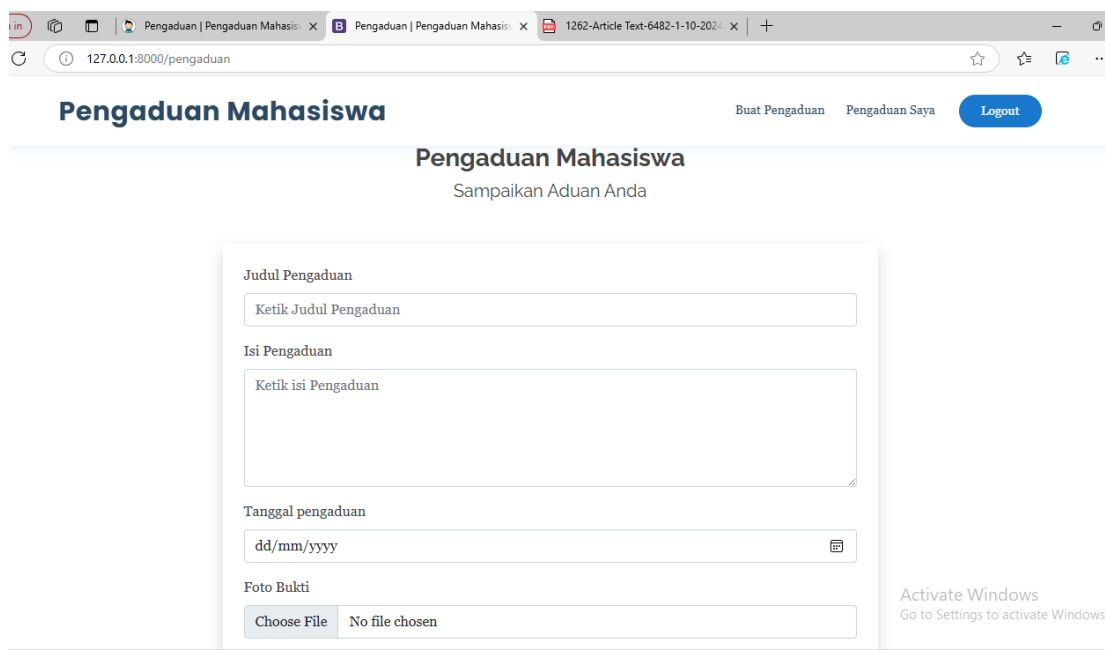 in
Pengaduan | Pengaduan Mahasis
Pengaduan | Pengaduan Mahasis
1262-Article Text-6482-1-10-2024
127.0.0.1:8000/pengaduan
Pengaduan Mahasiswa
Buat Pengaduan
Pengaduan Saya
Logout
Pengaduan Mahasiswa
Sampaikan Aduan Anda
Judul Pengaduan
Ketik Judul Pengaduan
Isi Pengaduan
Ketik isi Pengaduan
Tanggal pengaduan
dd/mm/yyyy
Foto Bukti
Choose File No file chosen
Activate Windows
Go to Settings to activate Windows